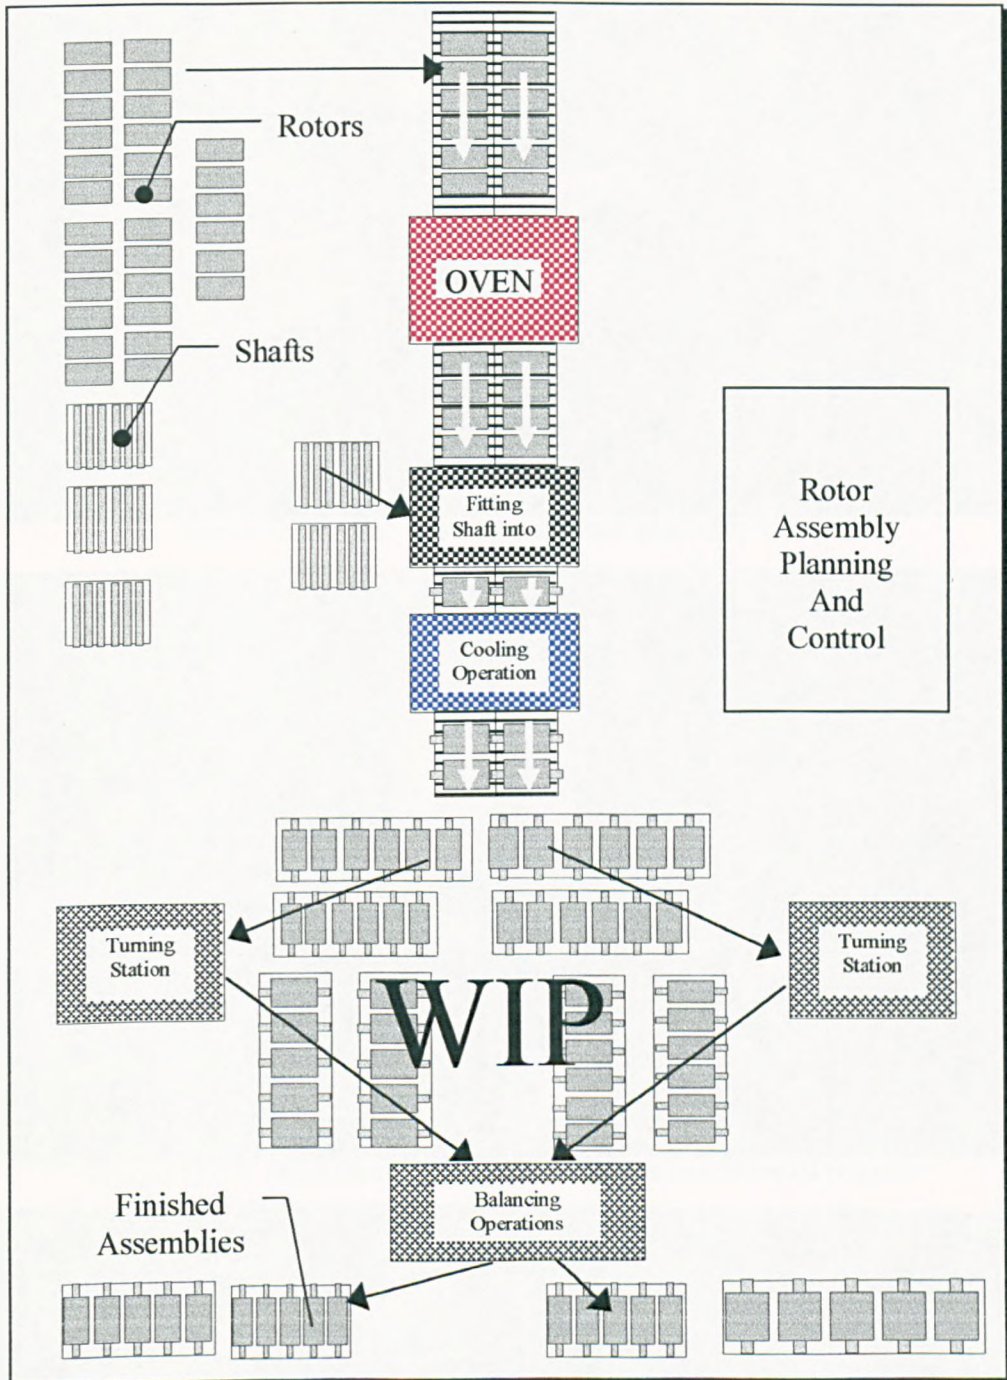 Rotors
OVEN
Shafts
Fitting
Shaft into
Rotor
Assembly
Planning
And
Control
Cooling
Operation
Turning
Station
Turning
Station
WIP
Balancing
Operations
Finished
Assemblies